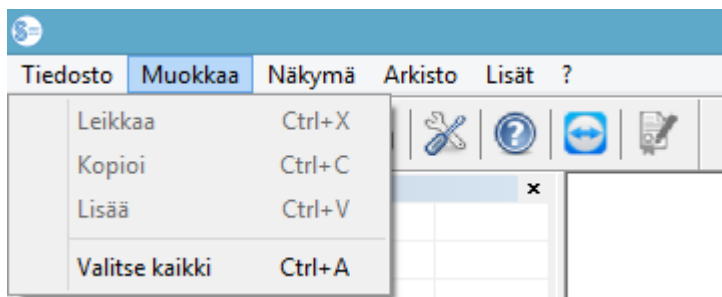 Tiedosto Muokkaa Näkymä Arkisto Lisät ?
Leikkaa Ctrl+X
Kopioi Ctrl+C
Lisää Ctrl+V
Valitse kaikki Ctrl+A